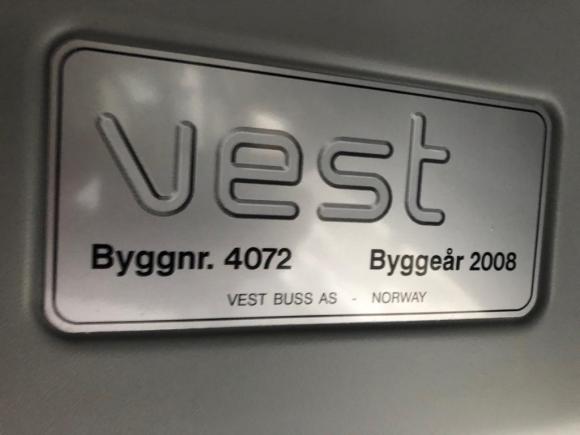 vest
Byggnr. 4072 Byggeår 2008
VEST BUSS AS - NORWAY